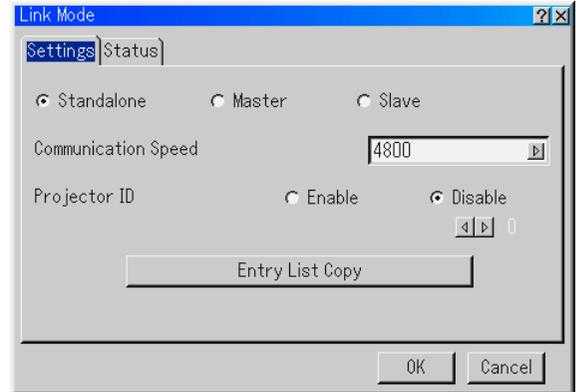 Link Mode
Settings Status
Standalone Master Slave
Communication Speed 4800
Projector ID Enable Disable
0
Entry List Copy
OK Cancel